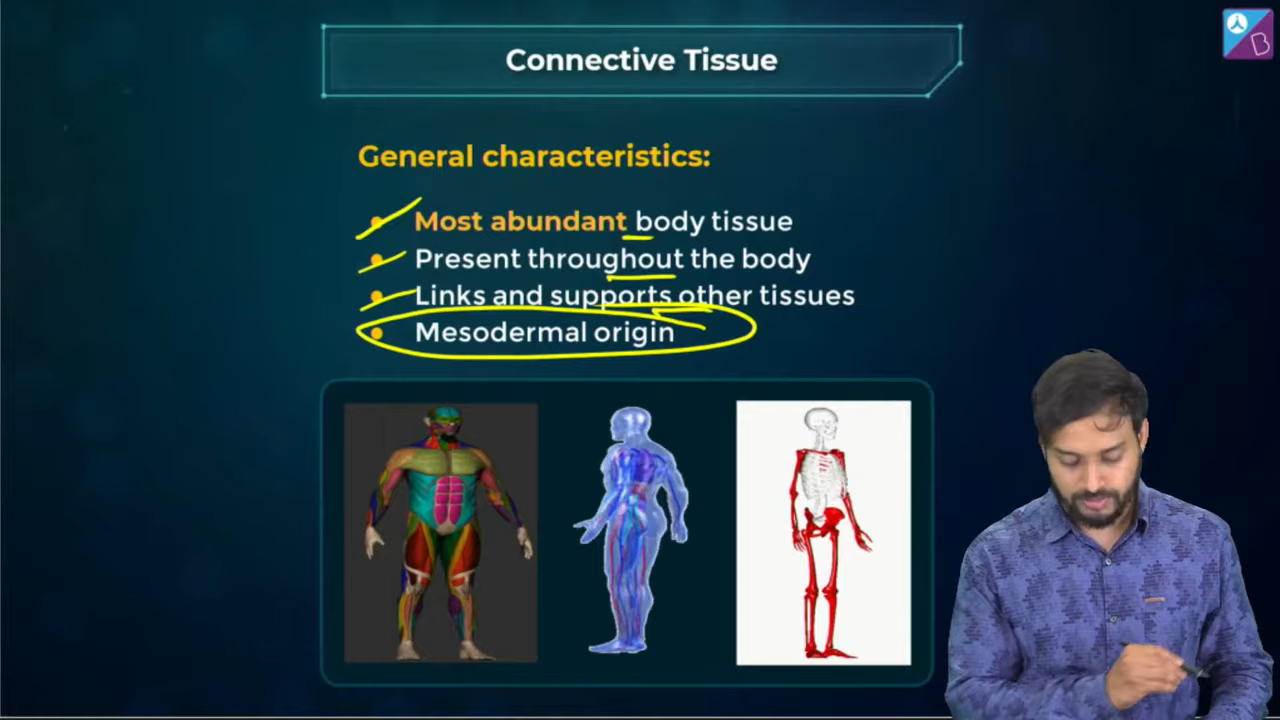 Connective Tissue
General characteristics:
• Most abundant body tissue
• Present throughout the body
• Links and supports other tissues
• Mesodermal origin
B